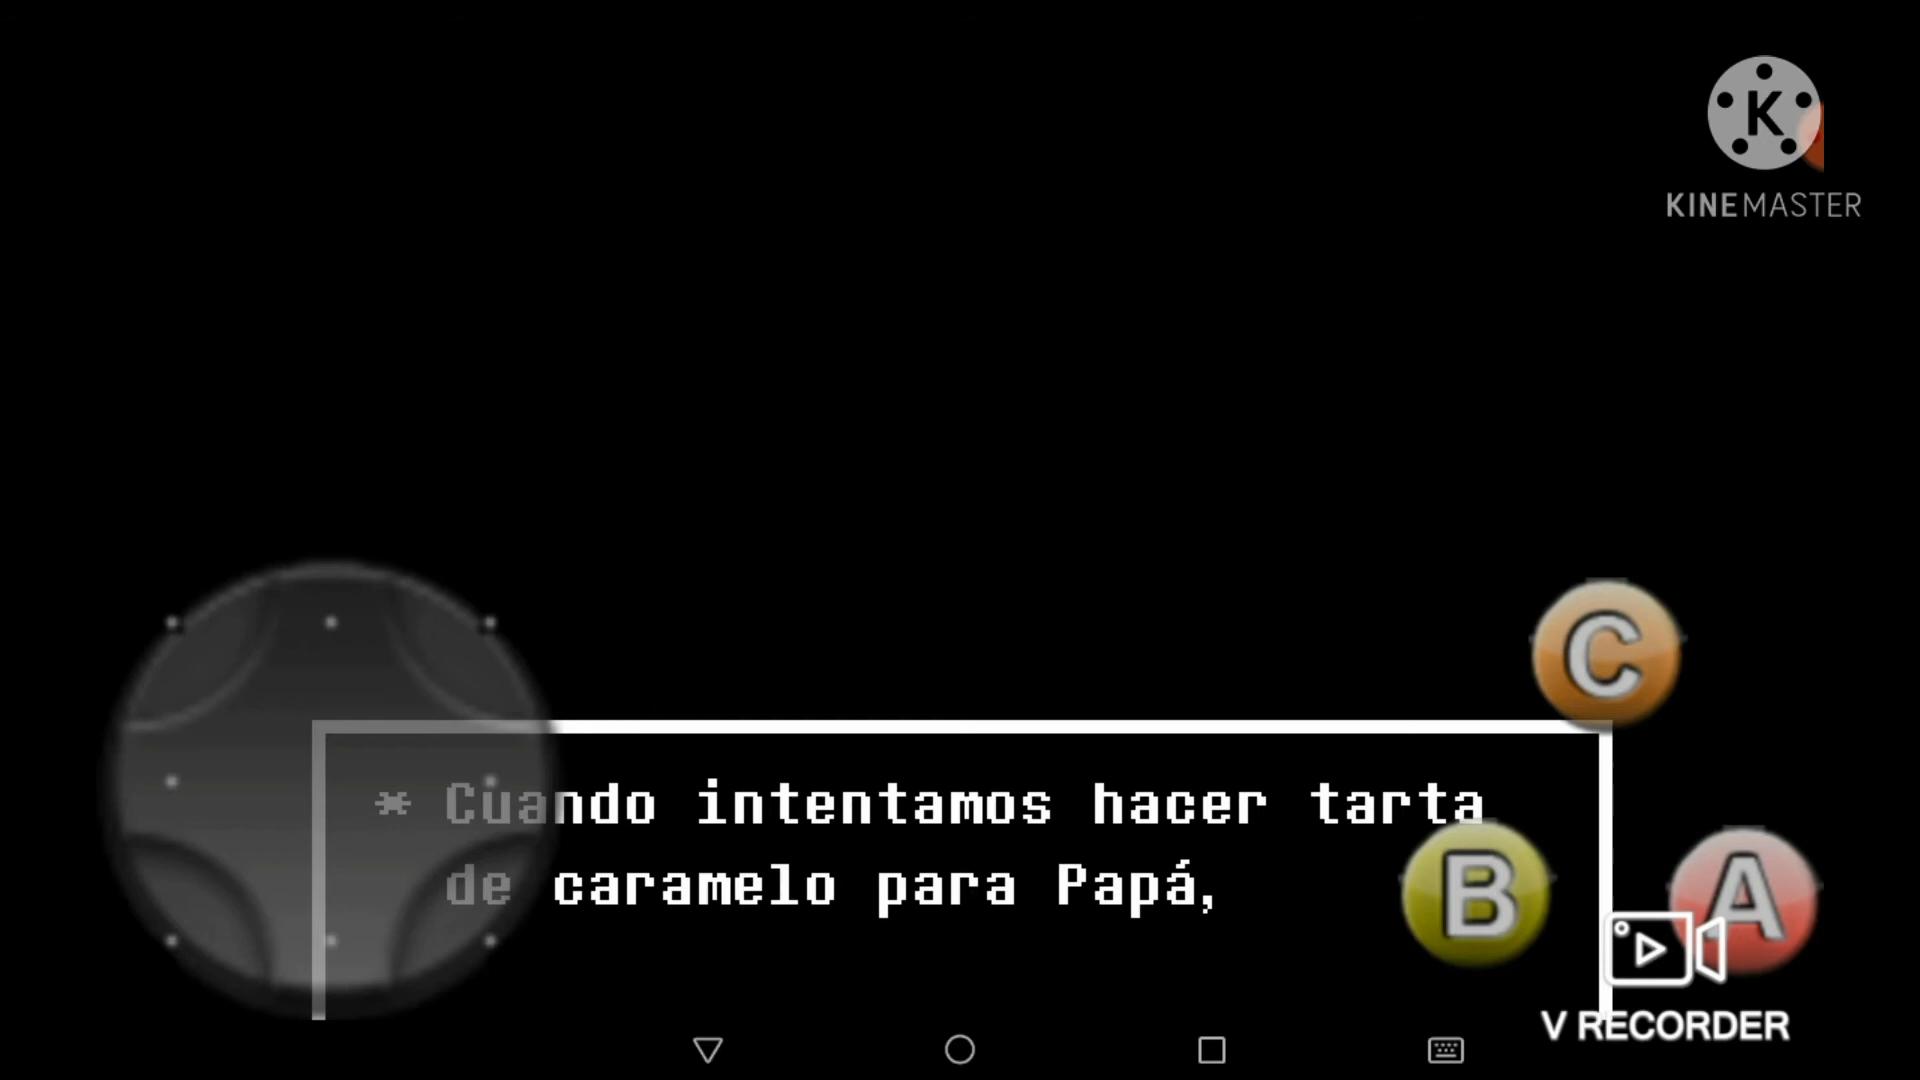 K
KINEMASTER
C
* Cuando intentamos hacer tarta
de caramelo para Papá,
B
A
V RECORDER